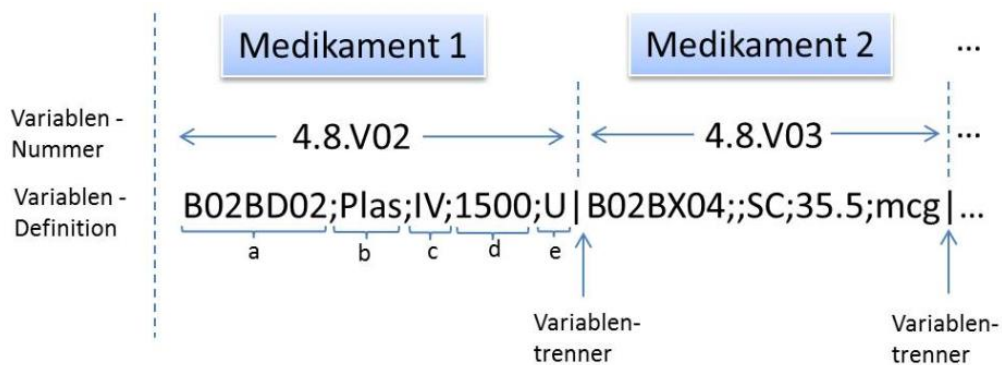 Medikament 1 Medikament 2 ...
Variablen -
Nummer
4.8.V02 4.8.V03 ...
Variablen -
Definition
B02BD02;Plas;IV;1500;U|B02BX04;;SC;35.5;mcg|...
a b c d e
Variablen-
trenner
Variablen-
trenner